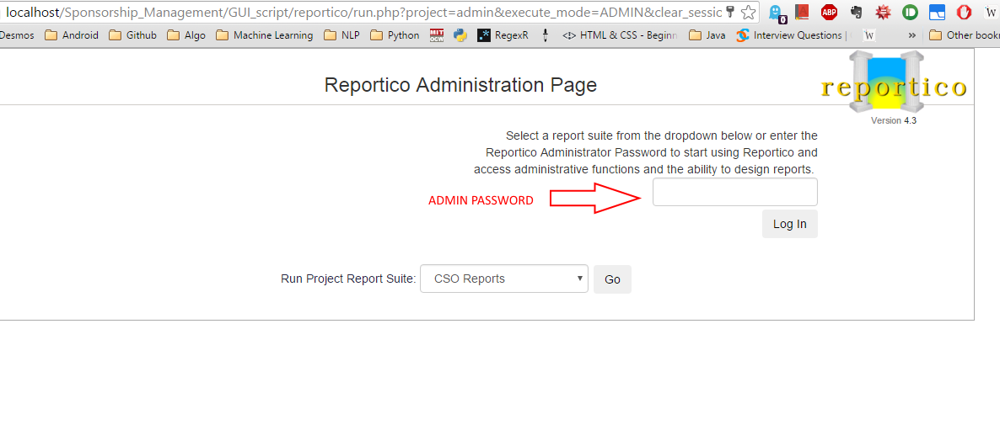 localhost/Sponsorship_Management/GUI_script/reportico/run.php?project=admin&execute_mode=ADMIN&clear_sessic
0
ABP
W
Desmos Android Github Algo Machine Learning NLP MIT OCW Python .* RegexR HTML & CSS - Beginn Java Interview Questions | W » Other book
Reportico Administration Page
reportico
Version 4.3
Select a report suite from the dropdown below or enter the
Reportico Administrator Password to start using Reportico and
access administrative functions and the ability to design reports.
ADMIN PASSWORD
Log In
Run Project Report Suite: CSO Reports Go